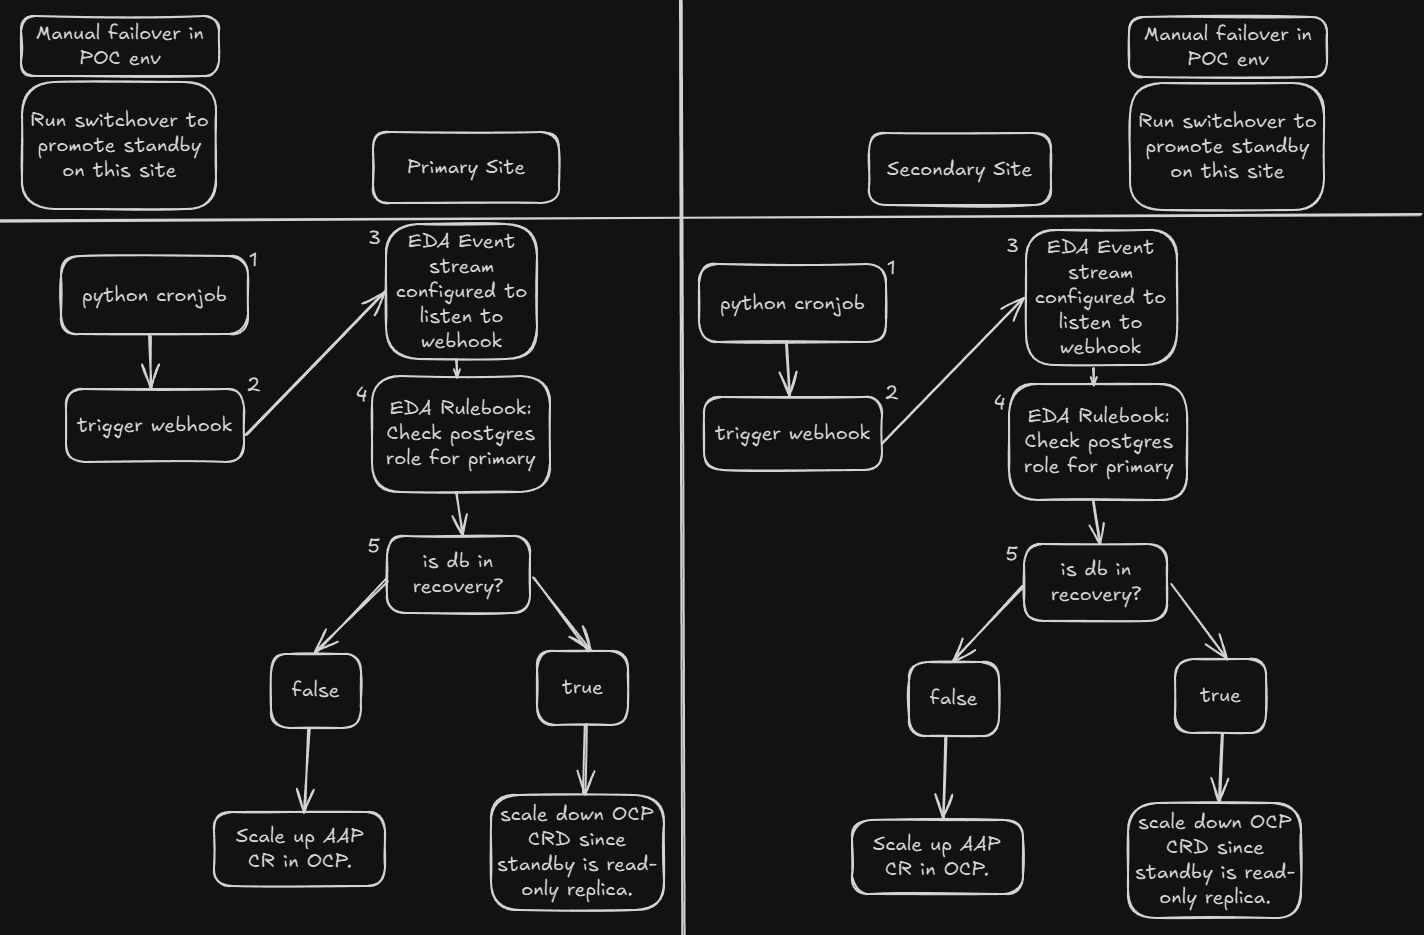 Manual failover in
POC env
Run switchover to
promote standby
on this site
Primary Site
1
python cronjob
2
trigger webhook
3
EDA Event
stream
configured to
listen to
webhook
4
EDA Rulebook:
Check postgres
role for primary
5
is db in
recovery?
false
true
Scale up AAP
CR in OCP.
scale down OCP
CRD since
standby is read-
only replica.
Secondary Site
Manual failover in
POC env
Run switchover to
promote standby
on this site
1
python cronjob
2
trigger webhook
3
EDA Event
stream
configured to
listen to
webhook
4
EDA Rulebook:
Check postgres
role for primary
5
is db in
recovery?
false
true
Scale up AAP
CR in OCP.
scale down OCP
CRD since
standby is read-
only replica.